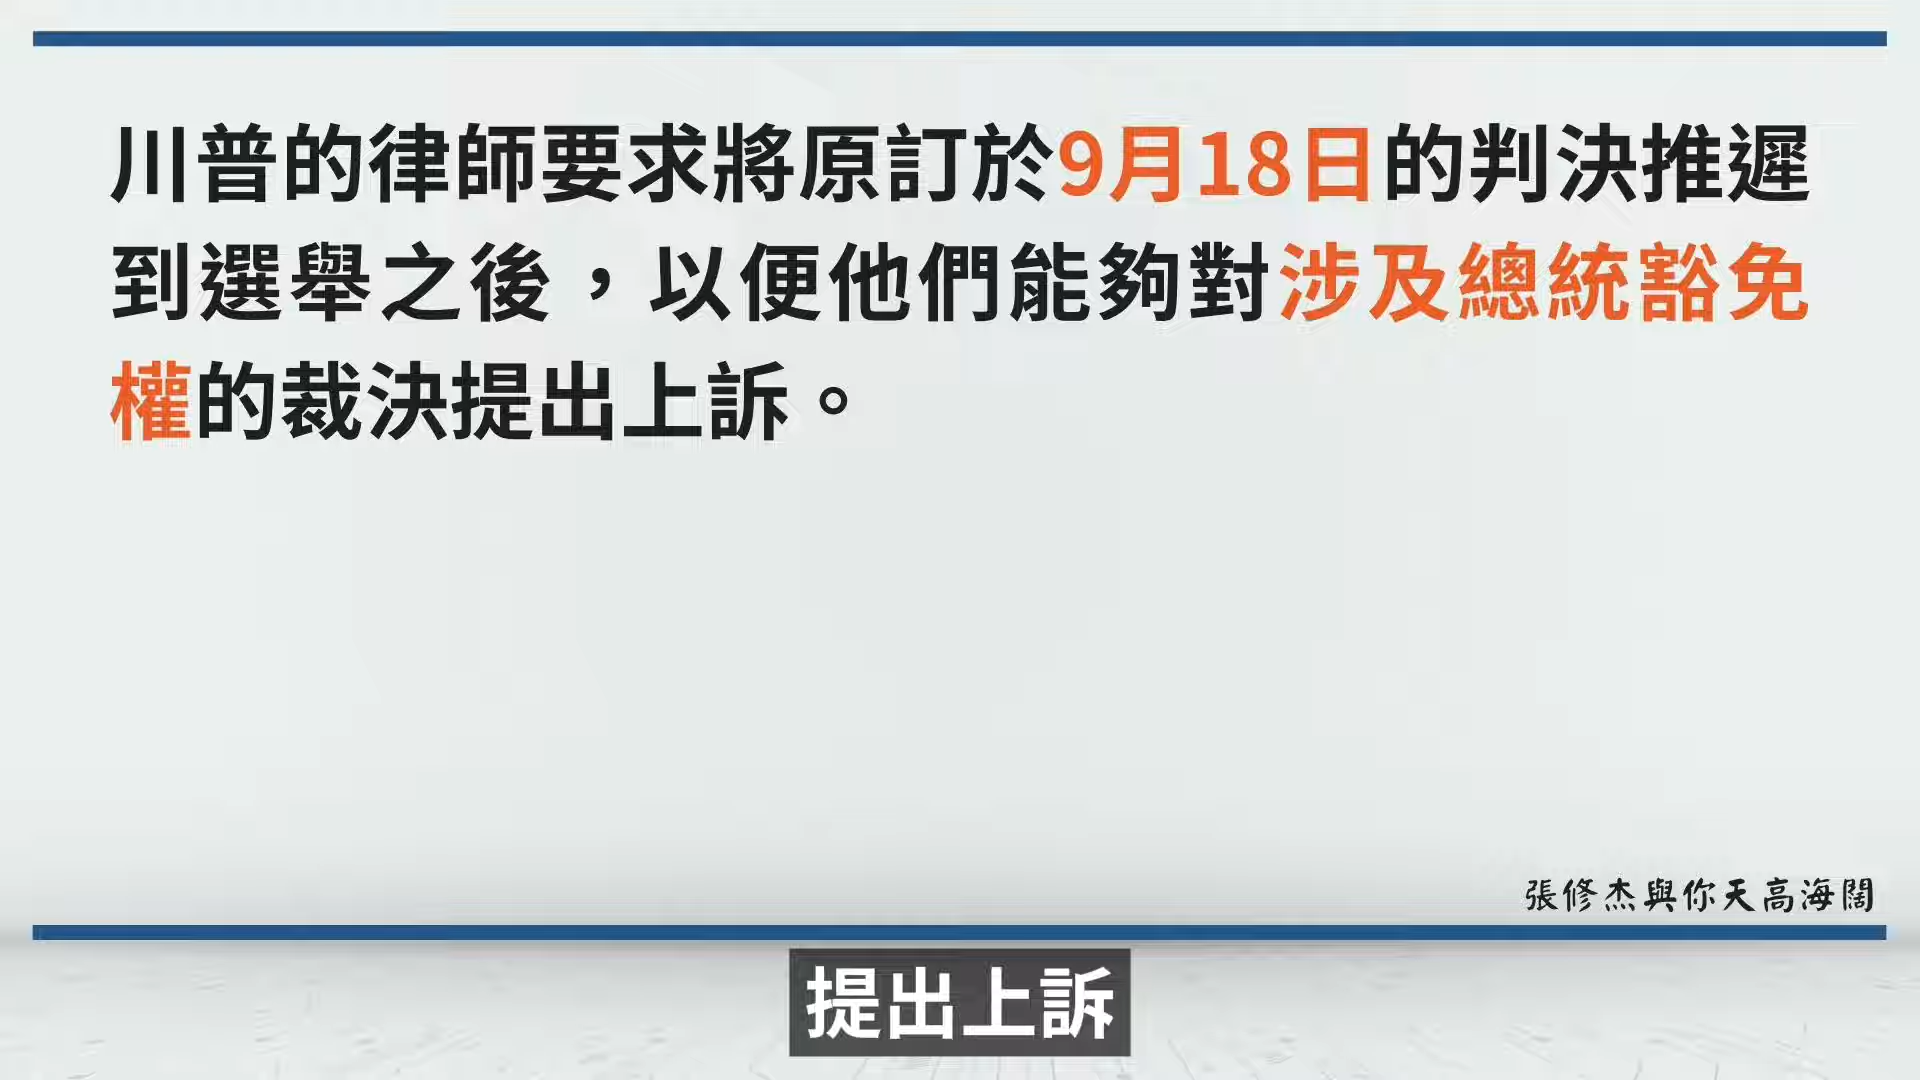 川普的律師要求將原訂於9月18日的判決推遲
到選舉之後，以便他們能夠對涉及總統豁免
權的裁決提出上訴。
張修杰與你天高海闊
提出上訴